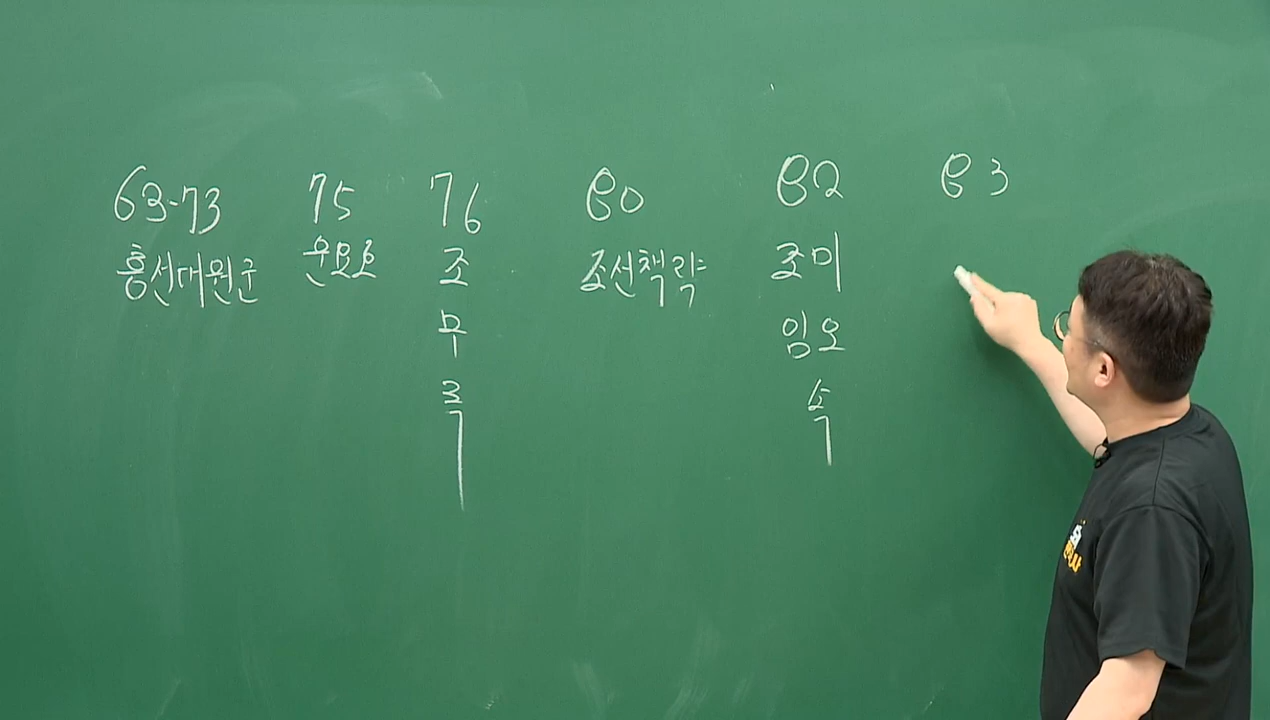 63-73 75 76 80 82 83
흥선대원군 운요호 조 조선책략 조미
무 임오
록 속